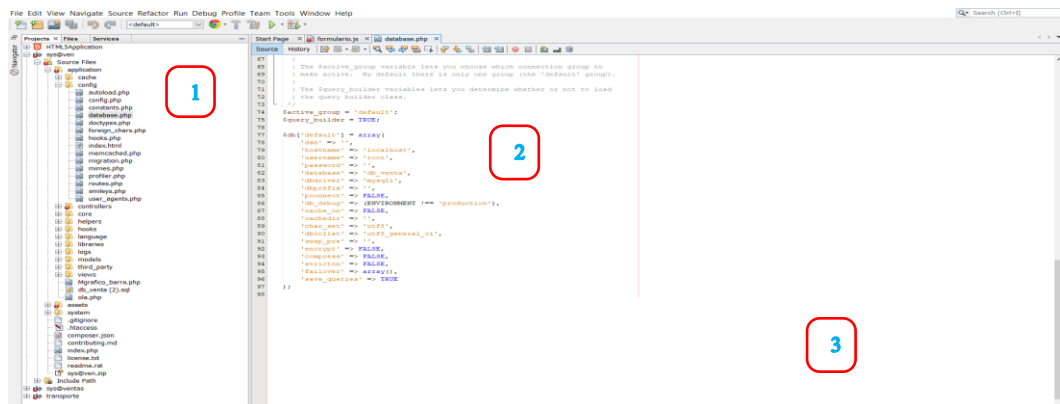 File Edit View Navigate Source Refactor Run Debug Profile Team Tools Window Help
Search (Ctrl+I)
<default>
Projects Files Services
Navigator
HTML5Application
sys@ven
Source Files
application
cache
config
autoload.php
config.php
constants.php
database.php
doctypes.php
foreign_chars.php
hooks.php
index.html
memcached.php
migration.php
mimes.php
profiler.php
routes.php
smileys.php
user_agents.php
controllers
core
helpers
hooks
language
libraries
logs
models
third_party
views
Mgrafico_barra.php
db_venta (2).sql
ola.php
assets
system
.gitignore
.htaccess
composer.json
contributing.md
index.php
license.txt
readme.rst
sys@ven.zip
Include Path
sys@ventas
transporte
1
Start Page formulario.js database.php
Source History
67 |
68 | The $active_group variable lets you choose which connection group to
69 | make active. By default there is only one group (the 'default' group).
70 |
71 | The $query_builder variables lets you determine whether or not to load
72 | the query builder class.
73 */
74 $active_group = 'default';
75 $query_builder = TRUE;
76
77 $db['default'] = array(
78 'dsn' => '',
79 'hostname' => 'localhost',
80 'username' => 'root',
81 'password' => '',
82 'database' => 'db_venta',
83 'dbdriver' => 'mysqli',
84 'dbprefix' => '',
85 'pconnect' => FALSE,
86 'db_debug' => (ENVIRONMENT !== 'production'),
87 'cache_on' => FALSE,
88 'cachedir' => '',
89 'char_set' => 'utf8',
90 'dbcollat' => 'utf8_general_ci',
91 'swap_pre' => '',
92 'encrypt' => FALSE,
93 'compress' => FALSE,
94 'stricton' => FALSE,
95 'failover' => array(),
96 'save_queries' => TRUE
97 );
98
2
3